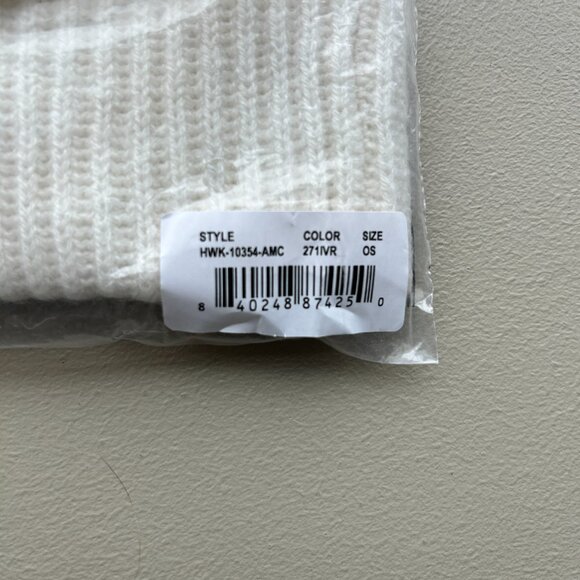 STYLE COLOR SIZE
HWK-10354-AMC 271IVR OS
8 40248 87425 0